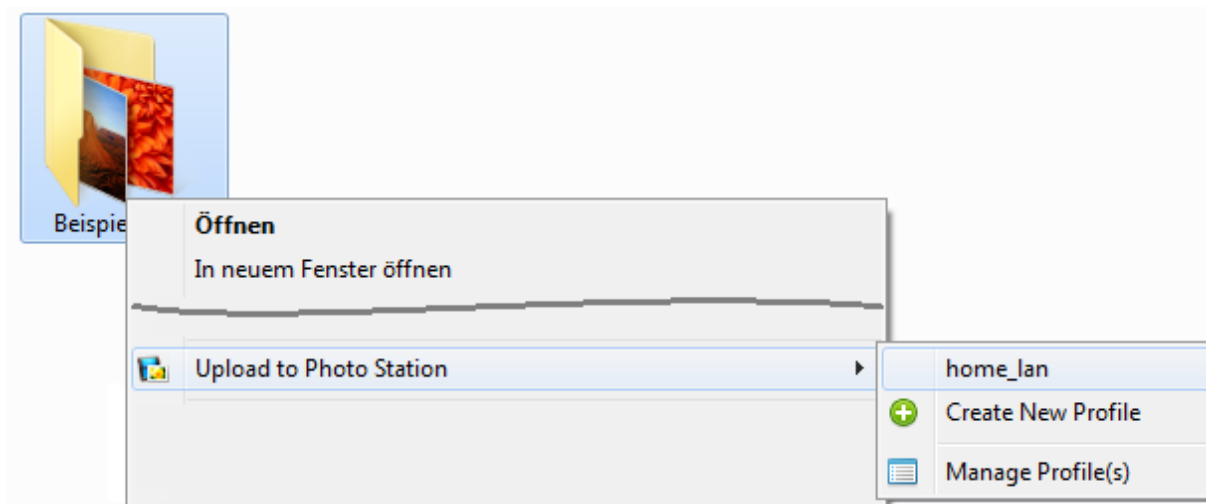 Beispie
Öffnen
In neuem Fenster öffnen
Upload to Photo Station
home_lan
Create New Profile
Manage Profile(s)